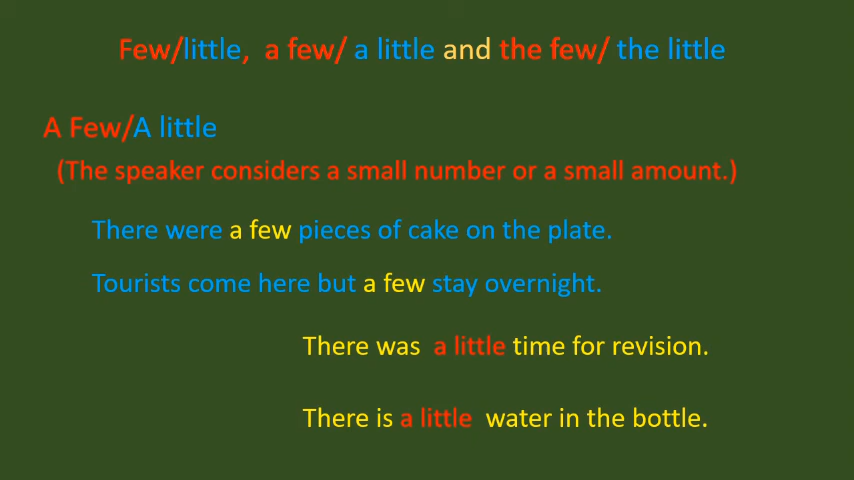 Few/little, a few/ a little and the few/ the little
A Few/A little
(The speaker considers a small number or a small amount.)
There were a few pieces of cake on the plate.
Tourists come here but a few stay overnight.
There was a little time for revision.
There is a little water in the bottle.